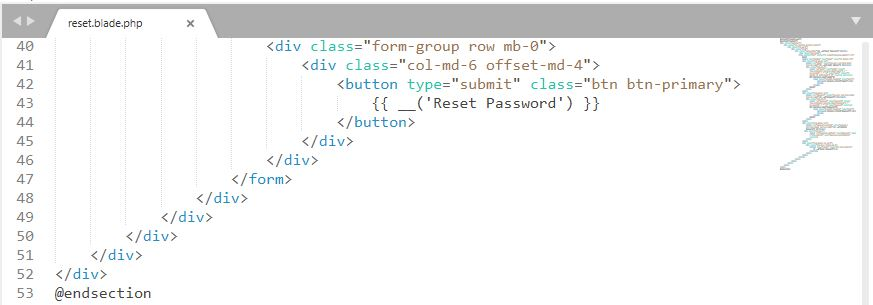 reset.blade.php ×
40 <div class="form-group row mb-0">
41 <div class="col-md-6 offset-md-4">
42 <button type="submit" class="btn btn-primary">
43 {{ __('Reset Password') }}
44 </button>
45 </div>
46 </div>
47 </form>
48 </div>
49 </div>
50 </div>
51 </div>
52 </div>
53 @endsection